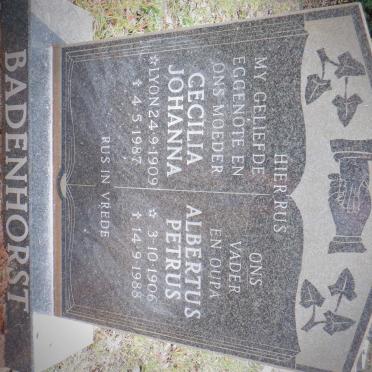 HIER RUS
MY GELIEFDE
EGGENOTE EN
ONS MOEDER
CECILIA
JOHANNA
☆LYON 24-9-1909
✝ 4-5-1987
ONS
VADER
EN OUPA
ALBERTUS
PETRUS
☆ 3-10-1906
✝ 14-9-1988
RUS IN VREDE
BADENHORST